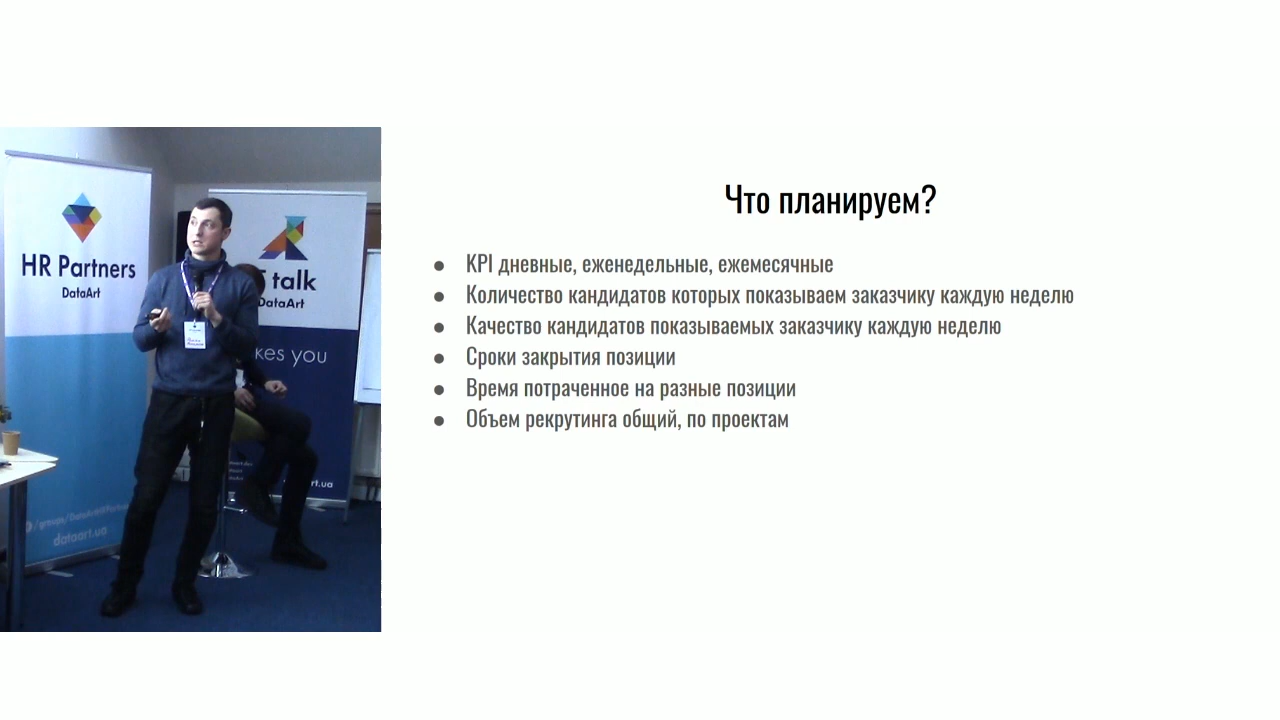 HR Partners
DataArt
talk
DataArt
kes you
dataart.ua
Что планируем?
KPI дневные, еженедельные, ежемесячные
Количество кандидатов которых показываем заказчику каждую неделю
Качество кандидатов показываемых заказчику каждую неделю
Сроки закрытия позиции
Время потраченное на разные позиции
Объем рекрутинга общий, по проектам